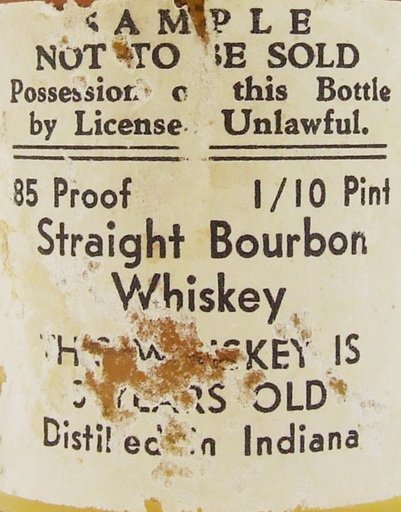 SAMPLE
NOT TO BE SOLD
Possession of this Bottle
by License Unlawful.
85 Proof 1/10 Pint
Straight Bourbon
Whiskey
THIS WHISKEY IS
YEARS OLD
Distilled in Indiana